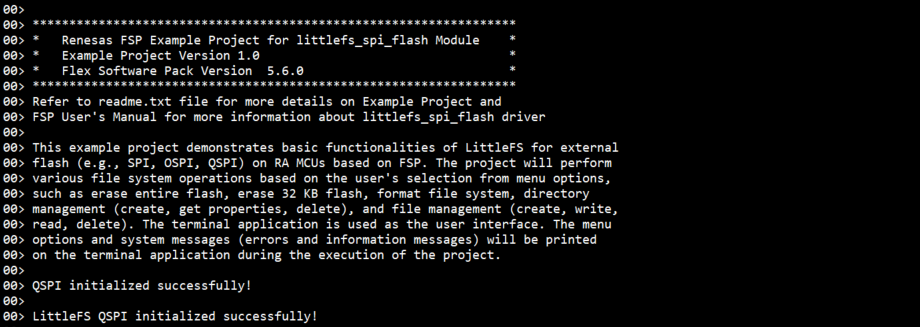 00>
00> *******************************************************************
00> *   Renesas FSP Example Project for littlefs_spi_flash Module    *
00> *   Example Project Version 1.0                                   *
00> *   Flex Software Pack Version  5.6.0                             *
00> *******************************************************************
00> Refer to readme.txt file for more details on Example Project and
00> FSP User's Manual for more information about littlefs_spi_flash driver
00>
00> This example project demonstrates basic functionalities of LittleFS for external
00> flash (e.g., SPI, OSPI, QSPI) on RA MCUs based on FSP. The project will perform
00> various file system operations based on the user's selection from menu options,
00> such as erase entire flash, erase 32 KB flash, format file system, directory
00> management (create, get properties, delete), and file management (create, write,
00> read, delete). The terminal application is used as the user interface. The menu
00> options and system messages (errors and information messages) will be printed
00> on the terminal application during the execution of the project.
00>
00> QSPI initialized successfully!
00>
00> LittleFS QSPI initialized successfully!